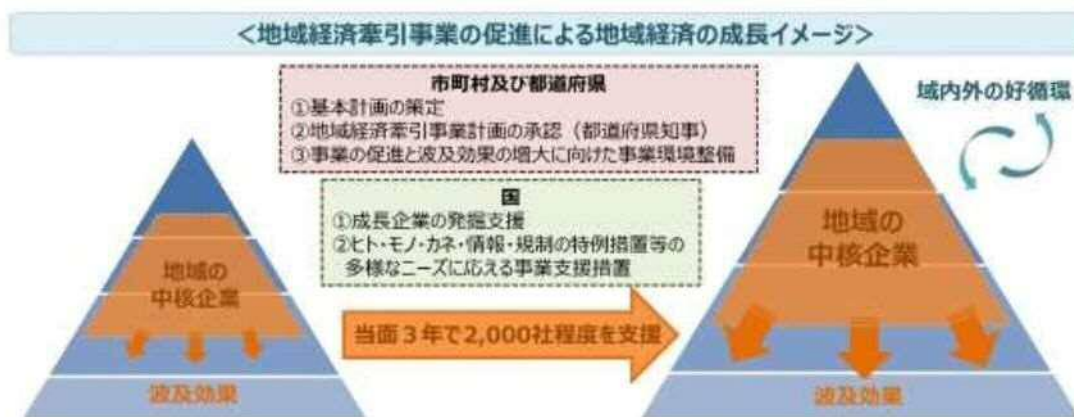 ＜地域経済牽引事業の促進による地域経済の成長イメージ＞
市町村及び都道府県
①基本計画の策定
②地域経済牽引事業計画の承認（都道府県知事）
③事業の促進と波及効果の増大に向けた事業環境整備
国
①成長企業の発掘支援
②ヒト・モノ・カネ・情報・規制の特例措置等の
多様なニーズに応える事業支援措置
地域の
中核企業
波及効果
当面３年で2,000社程度を支援
域内外の好循環
地域の
中核企業
波及効果